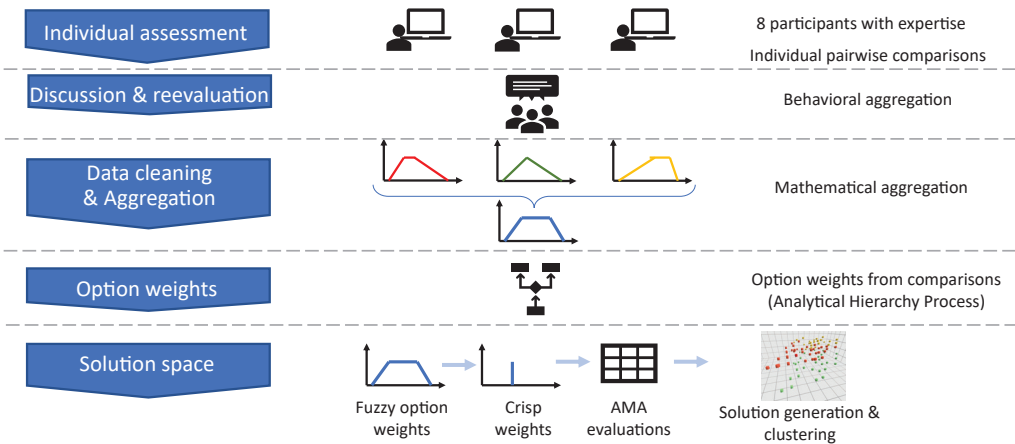 Individual assessment
8 participants with expertise
Individual pairwise comparisons
Discussion & reevaluation
Behavioral aggregation
Data cleaning
& Aggregation
Mathematical aggregation
Option weights
Option weights from comparisons
(Analytical Hierarchy Process)
Solution space
Fuzzy option
weights
Crisp
weights
AMA
evaluations
Solution generation &
clustering